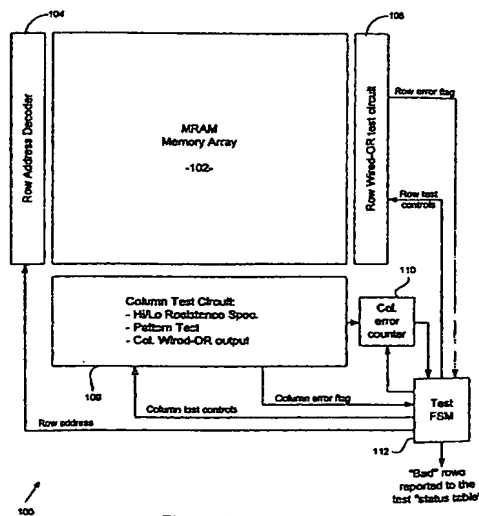 104
106
Row Address Decoder
MRAM
Memory Array
-102-
Row Wired-OR test circuit
Row error flag
Row test
controls
Column Test Circuit:
- Hi/Lo Resistance Spec.
- Pattern Test
- Col. Wired-OR output
110
Col.
error
counter
108
Column error flag
Column test controls
Row address
Test
FSM
112
"Bad" rows
reported to the
test "status table"
100